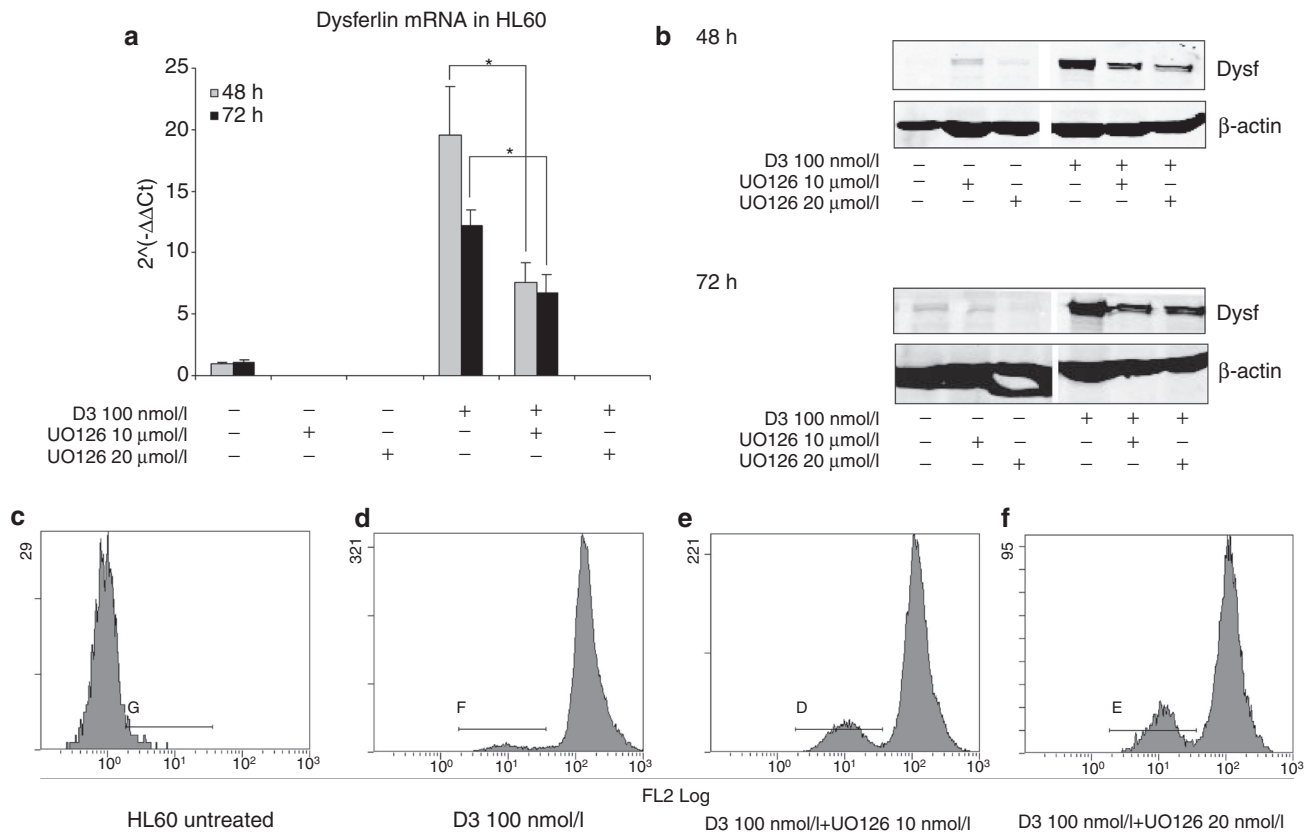 Dysferlin mRNA in HL60
a
25
20
15
10
5
0
2^(-ΔΔCt)
48 h
72 h
*
*
D3 100 nmol/l – – – + + +
UO126 10 μmol/l – + – – + –
UO126 20 μmol/l – – + – – +
b
48 h
Dysf
β-actin
D3 100 nmol/l – – – + + +
UO126 10 μmol/l – + – – + –
UO126 20 μmol/l – – + – – +
72 h
Dysf
β-actin
D3 100 nmol/l – – – + + +
UO126 10 μmol/l – + – – + –
UO126 20 μmol/l – – + – – +
c
29
G
10⁰ 10¹ 10² 10³
HL60 untreated
d
321
F
10⁰ 10¹ 10² 10³
D3 100 nmol/l
e
221
D
10⁰ 10¹ 10² 10³
D3 100 nmol/l+UO126 10 nmol/l
f
95
E
10⁰ 10¹ 10² 10³
D3 100 nmol/l+UO126 20 nmol/l
FL2 Log